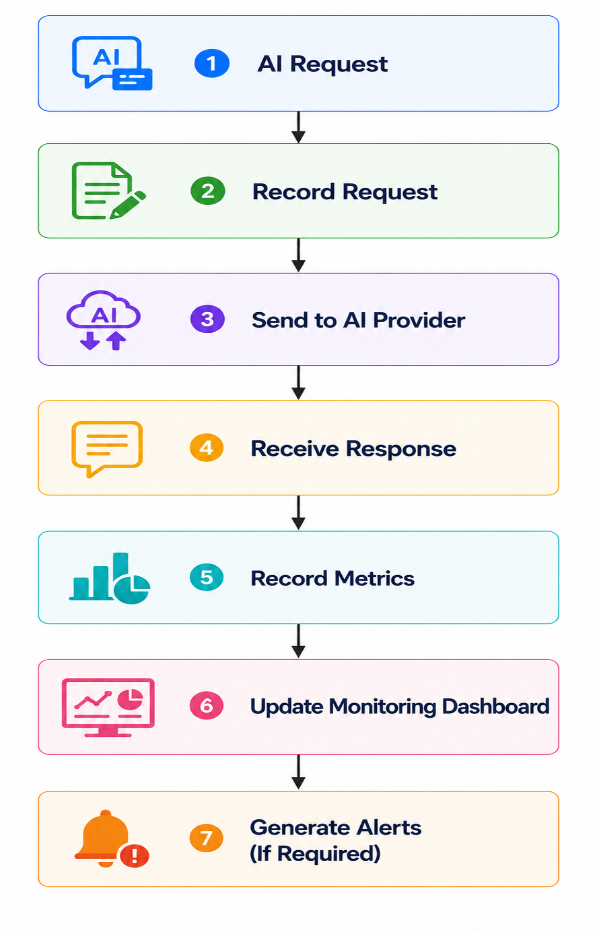 AI
1
AI Request
2
Record Request
AI
3
Send to AI Provider
4
Receive Response
5
Record Metrics
6
Update Monitoring Dashboard
!
7
Generate Alerts
(If Required)